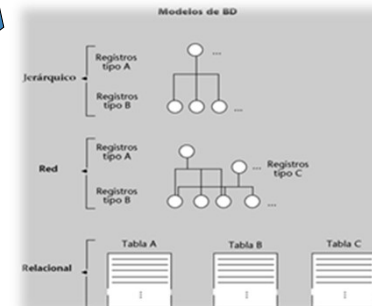 Modelos de BD
Registros
tipo A
...
Jerárquico
Registros
tipo B
...
Registros
tipo A
... Registros
tipo C
Red
Registros
tipo B
...
Tabla A
Tabla B
Tabla C
Relacional